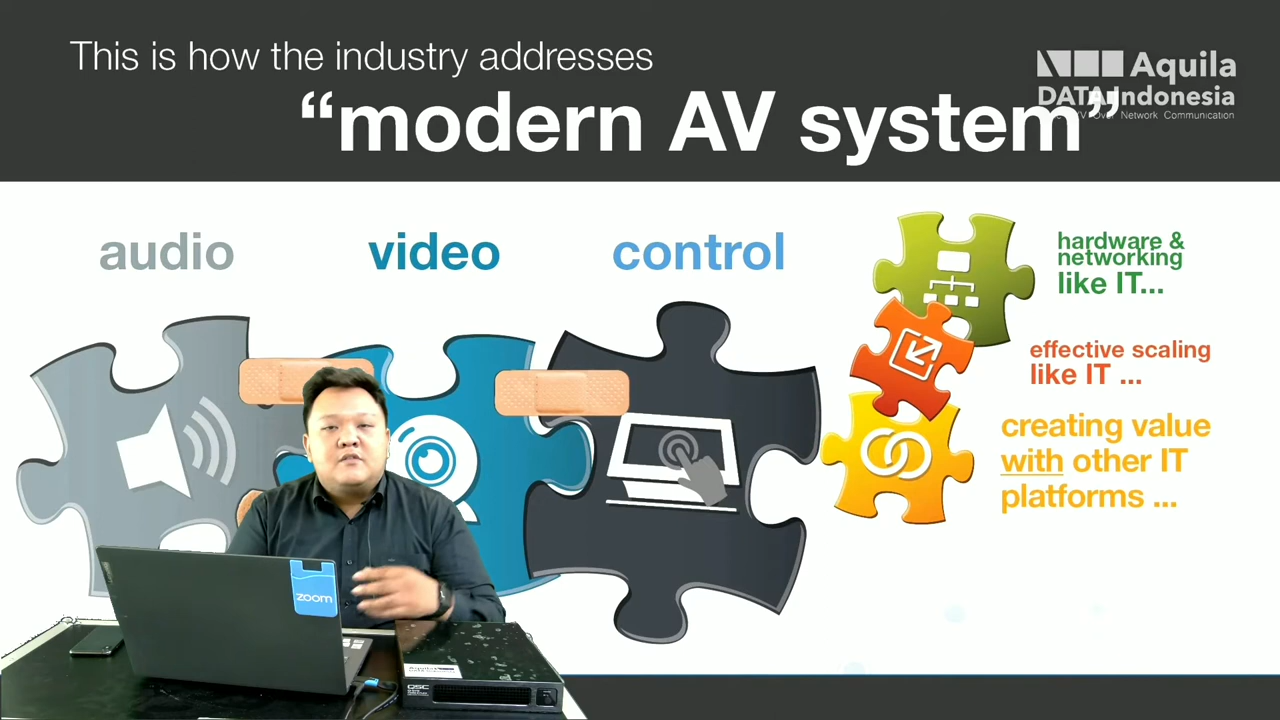 This is how the industry addresses
“modern AV system”
Aquila
DATA Indonesia
Over Network Communication
audio
video
control
hardware &
networking
like IT...
effective scaling
like IT ...
creating value
with other IT
platforms ...
zoom
Aquila
QSC